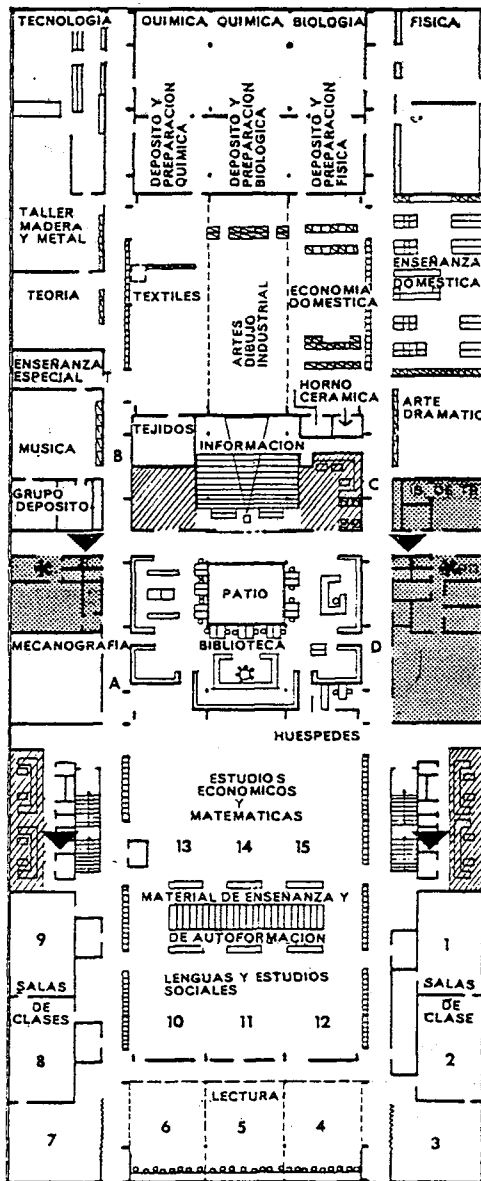 TECNOLOGIA
QUIMICA QUIMICA BIOLOGIA
FISICA
DEPOSITO Y
PREPARACION
QUIMICA
DEPOSITO Y
PREPARACION
BIOLOGICA
DEPOSITO Y
PREPARACION
FISICA
TALLER
MADERA
Y METAL
TEORIA
TEXTILES
ARTES
DIBUJO
INDUSTRIAL
ECONOMIA
DOMESTICA
ENSEÑANZA
DOMESTICA
ENSEÑANZA
ESPECIAL
HORNO
CERAMICA
ARTE
DRAMATIC
TEJIDOS
INFORMACION
MUSICA
B
C
GRUPO
DEPOSITO
PATIO
MECANOGRAFIA
BIBLIOTECA
D
A
HUESPEDES
ESTUDIOS
ECONOMICOS
Y
MATEMATICAS
13 14 15
MATERIAL DE ENSEÑANZA Y
DE AUTOFORMACION
9
1
SALAS
DE CLASES
LENGUAS Y ESTUDIOS
SOCIALES
SALAS
DE CLASE
10 11 12
8
2
LECTURA
7 6 5 4 3